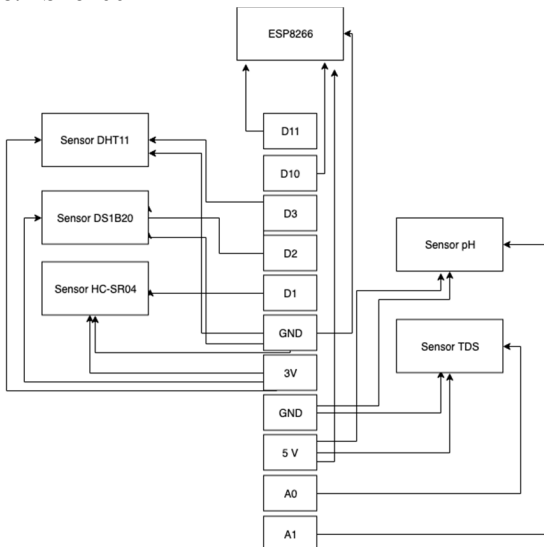 ESP8266
D11
Sensor DHT11
D10
D3
Sensor DS1B20
D2
Sensor pH
Sensor HC-SR04
D1
GND
Sensor TDS
3V
GND
5 V
A0
A1